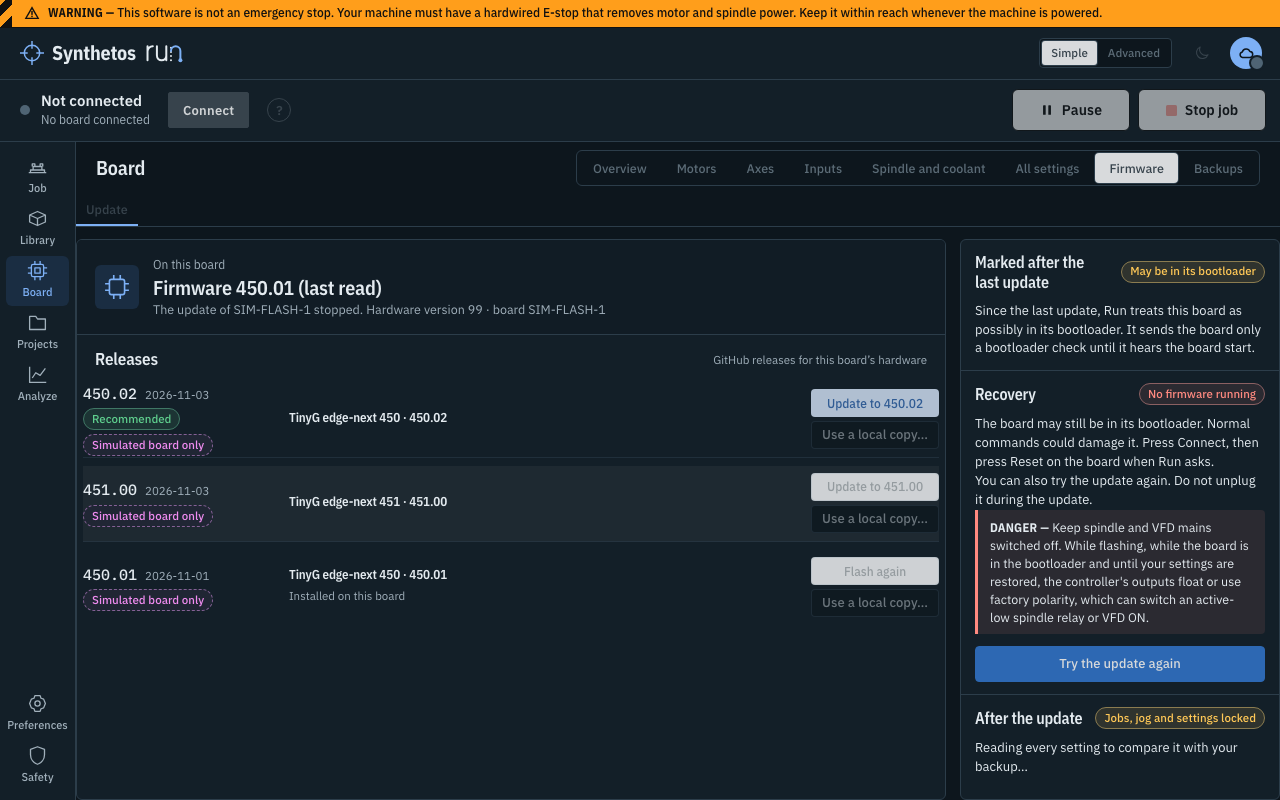 WARNING — This software is not an emergency stop. Your machine must have a hardwired E-stop that removes motor and spindle power. Keep it within reach whenever the machine is powered.
Synthetos run
Simple
Advanced
Not connected
No board connected
Connect
?
Pause
Stop job
Job
Library
Board
Projects
Analyze
Preferences
Safety
Board
Overview
Motors
Axes
Inputs
Spindle and coolant
All settings
Firmware
Backups
Update
On this board
Firmware 450.01 (last read)
The update of SIM-FLASH-1 stopped. Hardware version 99 · board SIM-FLASH-1
Releases
GitHub releases for this board's hardware
450.02 2026-11-03
Recommended
Simulated board only
TinyG edge-next 450 · 450.02
Update to 450.02
Use a local copy...
451.00 2026-11-03
Simulated board only
TinyG edge-next 451 · 451.00
Update to 451.00
Use a local copy...
450.01 2026-11-01
Simulated board only
TinyG edge-next 450 · 450.01
Installed on this board
Flash again
Use a local copy...
Marked after the
last update
May be in its bootloader
Since the last update, Run treats this board as
possibly in its bootloader. It sends the board only
a bootloader check until it hears the board start.
Recovery
No firmware running
The board may still be in its bootloader. Normal
commands could damage it. Press Connect, then
press Reset on the board when Run asks.
You can also try the update again. Do not unplug
it during the update.
DANGER — Keep spindle and VFD mains
switched off. While flashing, while the board is
in the bootloader and until your settings are
restored, the controller's outputs float or use
factory polarity, which can switch an active-
low spindle relay or VFD ON.
Try the update again
After the update
Jobs, jog and settings locked
Reading every setting to compare it with your
backup...